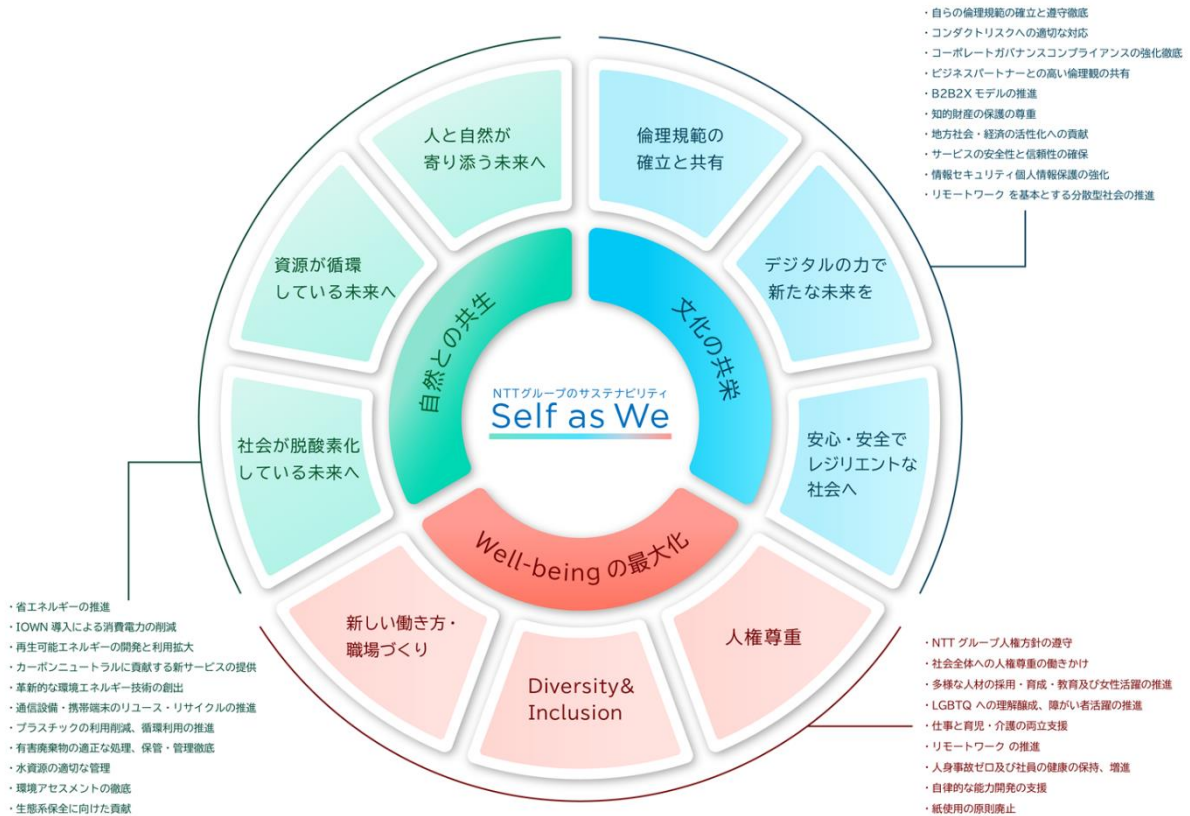 ・自らの倫理規範の確立と遵守徹底
・コンダクトリスクへの適切な対応
・コーポレートガバナンスコンプライアンスの強化徹底
・ビジネスパートナーとの高い倫理観の共有
・B2B2X モデルの推進
・知的財産の保護の尊重
・地方社会・経済の活性化への貢献
・サービスの安全性と信頼性の確保
・情報セキュリティ個人情報保護の強化
・リモートワーク を基本とする分散型社会の推進
人と自然が
寄り添う未来へ
倫理規範の
確立と共有
資源が循環
している未来へ
デジタルの力で
新たな未来を
自然との共生
文化の共栄
NTTグループのサステナビリティ
Self as We
社会が脱酸素化
している未来へ
安心・安全で
レジリエントな
社会へ
Well-being の最大化
新しい働き方・
職場づくり
Diversity&
Inclusion
人権尊重
・省エネルギーの推進
・IOWN 導入による消費電力の削減
・再生可能エネルギーの開発と利用拡大
・カーボンニュートラルに貢献する新サービスの提供
・革新的な環境エネルギー技術の創出
・通信設備・携帯端末のリユース・リサイクルの推進
・プラスチックの利用削減、循環利用の推進
・有害廃棄物の適正な処理、保管・管理徹底
・水資源の適切な管理
・環境アセスメントの徹底
・生態系保全に向けた貢献
・NTT グループ人権方針の遵守
・社会全体への人権尊重の働きかけ
・多様な人材の採用・育成・教育及び女性活躍の推進
・LGBTQ への理解醸成、障がい者活躍の推進
・仕事と育児・介護の両立支援
・リモートワーク の推進
・人身事故ゼロ及び社員の健康の保持、増進
・自律的な能力開発の支援
・紙使用の原則廃止